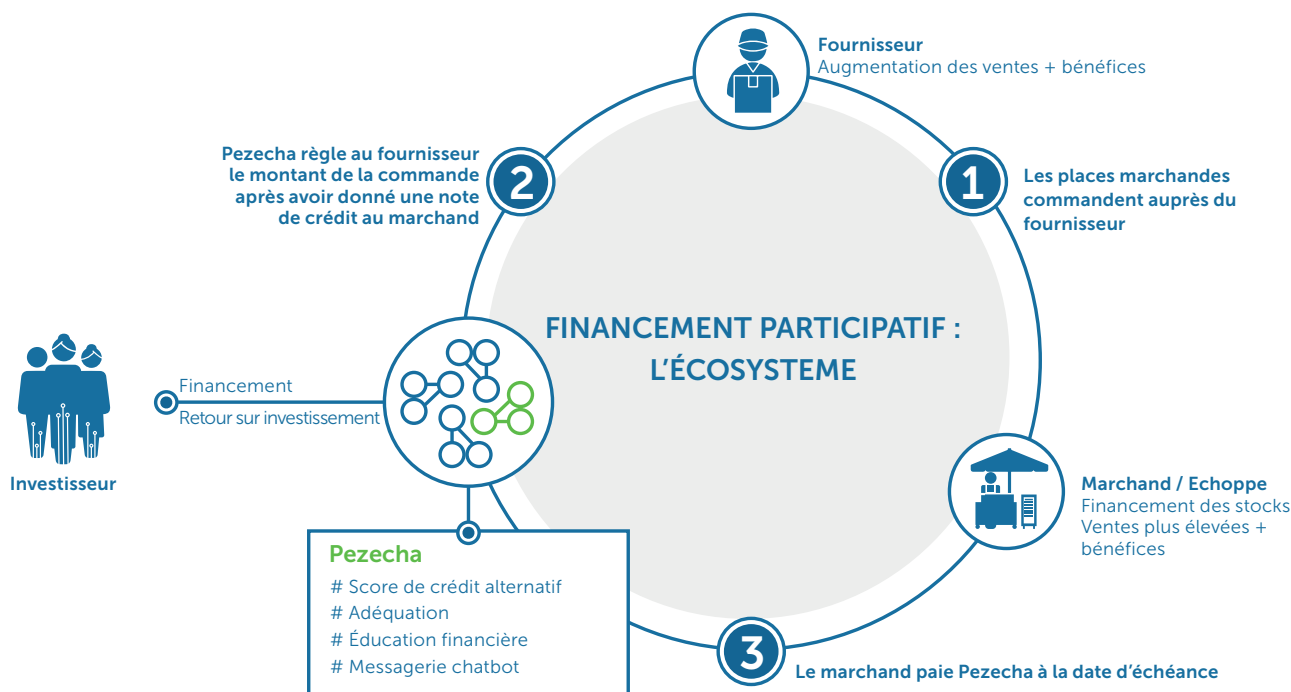 Fournisseur
Augmentation des ventes + bénéfices
Pezecha règle au fournisseur
le montant de la commande
après avoir donné une note
de crédit au marchand
2
1
Les places marchandes
commandent auprès du
fournisseur
FINANCEMENT PARTICIPATIF :
L’ÉCOSYSTEME
Financement
Retour sur investissement
Investisseur
Marchand / Echoppe
Financement des stocks
Ventes plus élevées +
bénéfices
Pezecha
# Score de crédit alternatif
# Adéquation
# Éducation financière
# Messagerie chatbot
3
Le marchand paie Pezecha à la date d’échéance